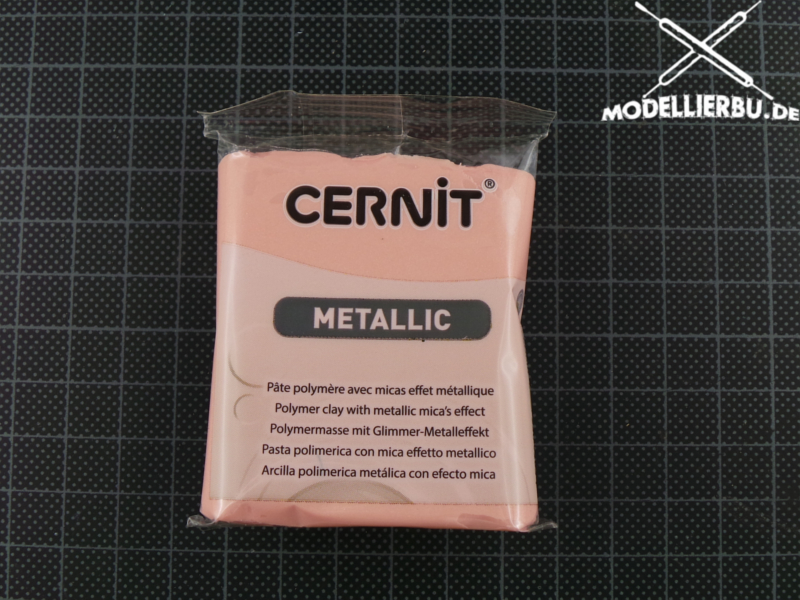 MODELLIERBU.DE
CERNiT®
METALLIC
Pâte polymère avec micas effet métallique
Polymer clay with metallic mica's effect
Polymermasse mit Glimmer-Metalleffekt
Pasta polimerica con mica effetto metallico
Arcilla polimerica metálica con efecto mica